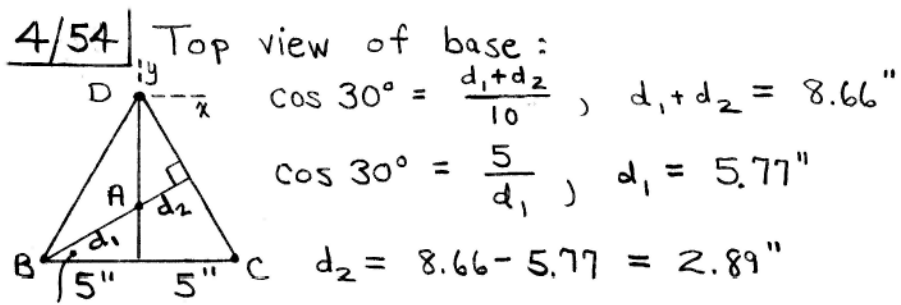 4/54 Top view of base:
y
D
x
cos 30° = (d₁+d₂)/10, d₁+d₂ = 8.66"
cos 30° = 5/d₁, d₁ = 5.77"
A
d₂
d₁
B
C
5" 5"
d₂ = 8.66 - 5.77 = 2.89"